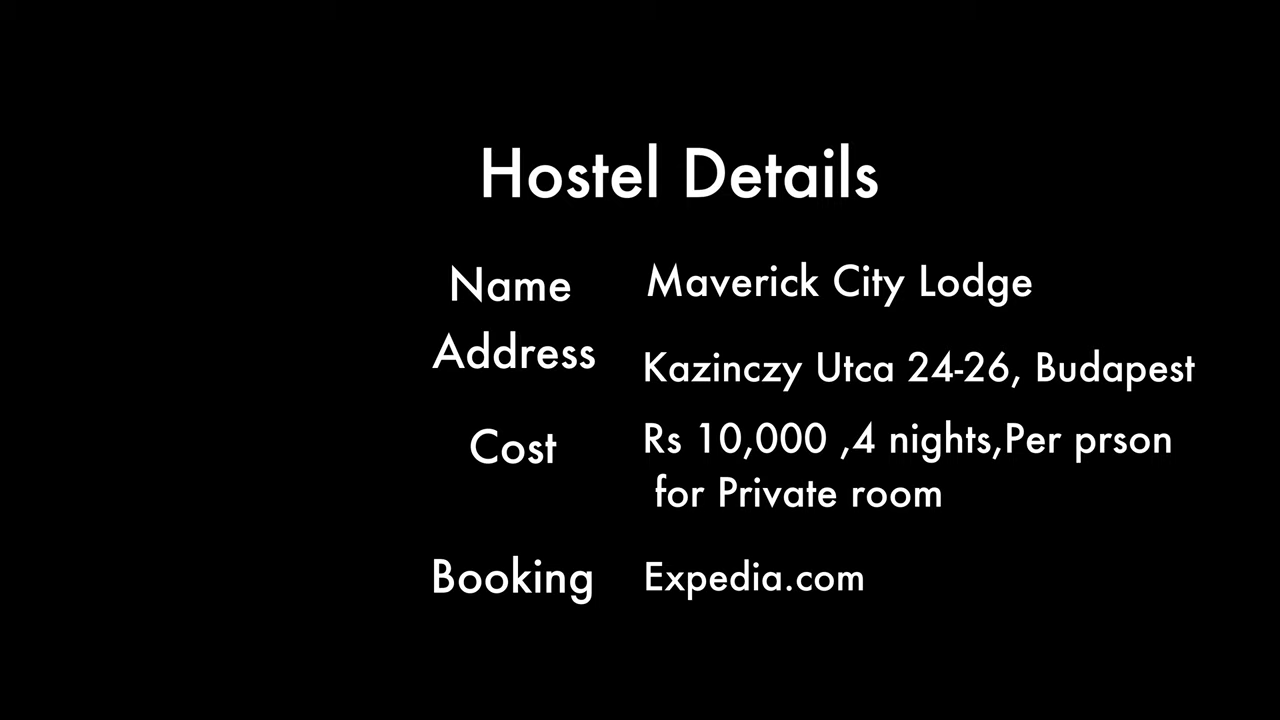 Hostel Details
Name Maverick City Lodge
Address Kazinczy Utca 24-26, Budapest
Cost Rs 10,000 ,4 nights,Per prson
for Private room
Booking Expedia.com